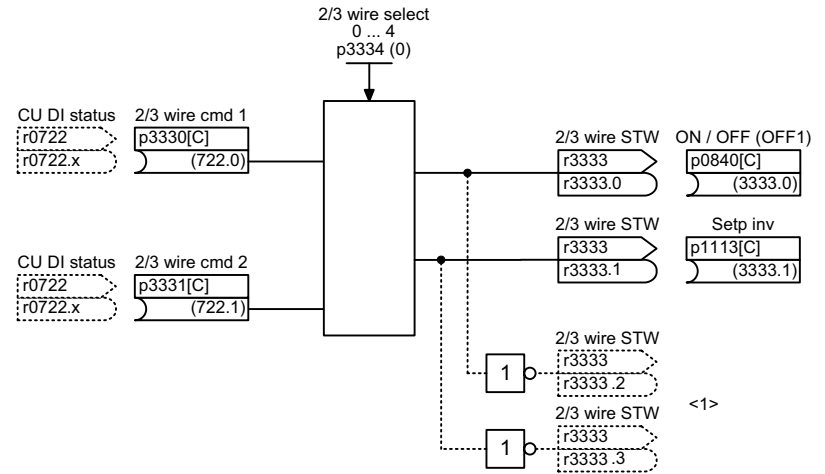 2/3 wire select
0 ... 4
p3334 (0)
CU DI status
2/3 wire cmd 1
r0722
r0722.x
p3330[C]
(722.0)
2/3 wire STW
ON / OFF (OFF1)
r3333
r3333.0
p0840[C]
(3333.0)
2/3 wire STW
Setp inv
r3333
r3333.1
p1113[C]
(3333.1)
CU DI status
2/3 wire cmd 2
r0722
r0722.x
p3331[C]
(722.1)
2/3 wire STW
1
r3333
r3333 .2
<1>
2/3 wire STW
1
r3333
r3333 .3